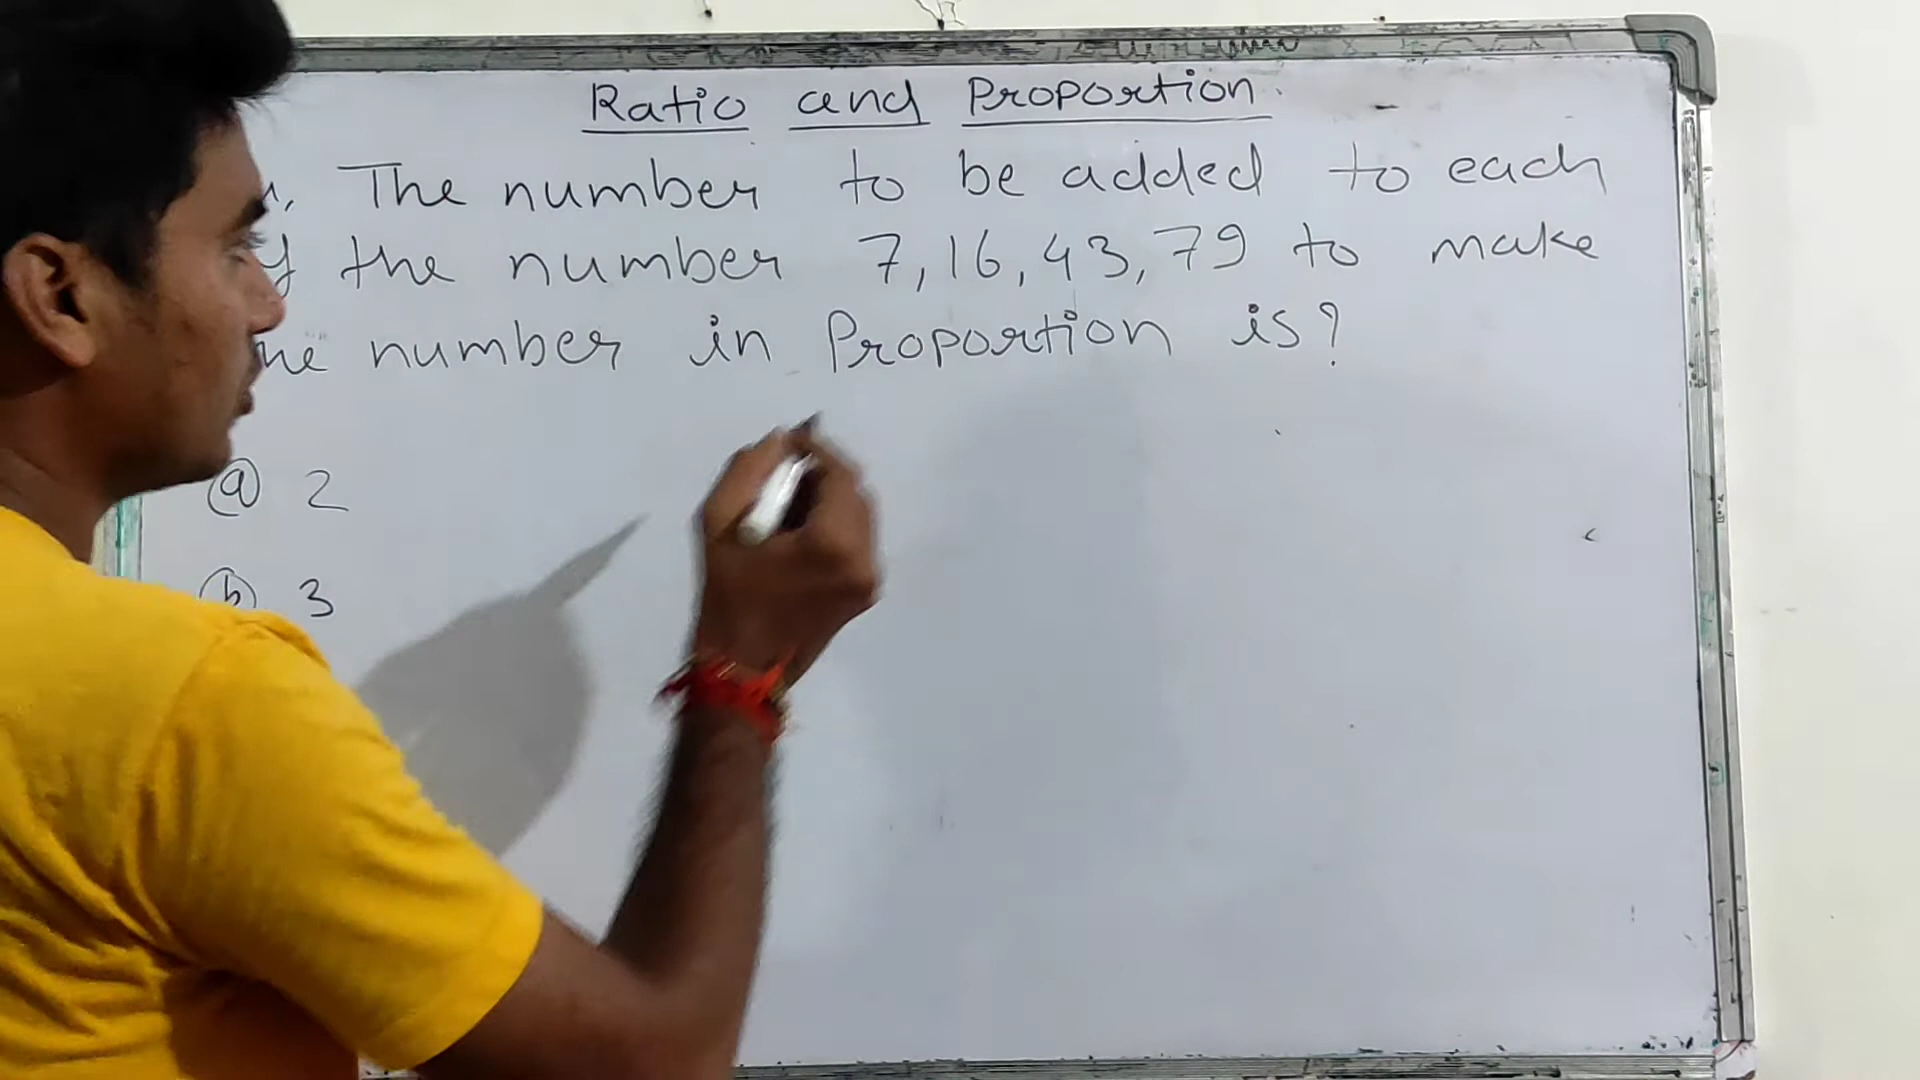 Ratio and Proportion
The number to be added to each
the number 7, 16, 43, 79 to make
number in Proportion is?
(a) 2
(b) 3